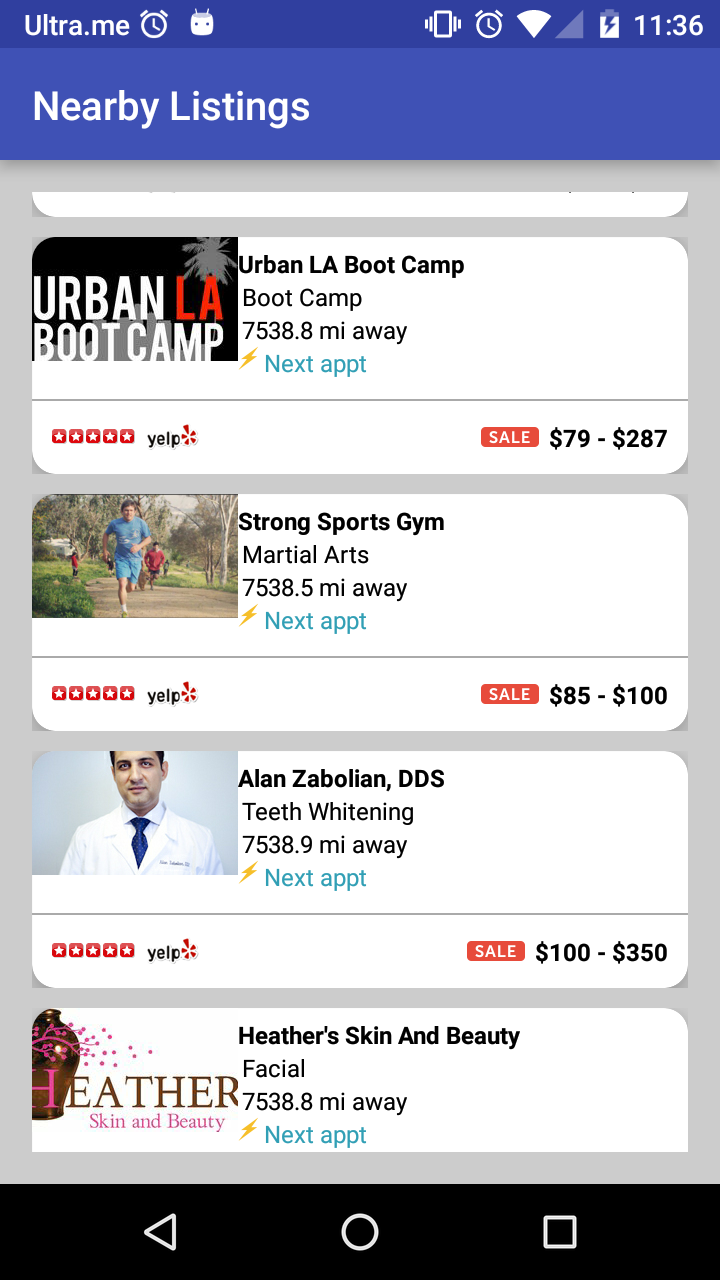 Ultra.me 11:36
Nearby Listings
URBAN LA
BOOT CAMP
Urban LA Boot Camp
Boot Camp
7538.8 mi away
Next appt
yelp SALE $79 - $287
Strong Sports Gym
Martial Arts
7538.5 mi away
Next appt
yelp SALE $85 - $100
Alan Zabolian, DDS
Teeth Whitening
7538.9 mi away
Next appt
yelp SALE $100 - $350
HEATHER
Skin and Beauty
Heather's Skin And Beauty
Facial
7538.8 mi away
Next appt